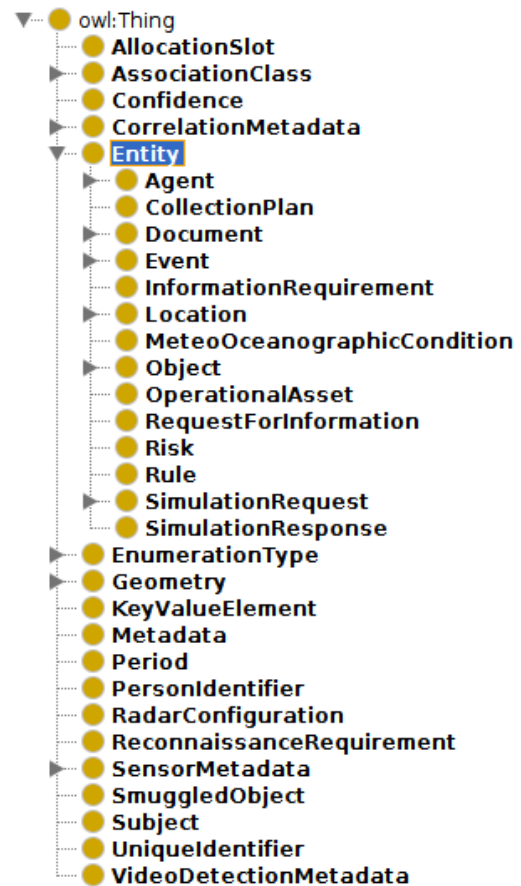 owl:Thing
AllocationSlot
AssociationClass
Confidence
CorrelationMetadata
Entity
Agent
CollectionPlan
Document
Event
InformationRequirement
Location
MeteoOceanographicCondition
Object
OperationalAsset
RequestForInformation
Risk
Rule
SimulationRequest
SimulationResponse
EnumerationType
Geometry
KeyValueElement
Metadata
Period
PersonIdentifier
RadarConfiguration
ReconnaissanceRequirement
SensorMetadata
SmuggledObject
Subject
UniqueIdentifier
VideoDetectionMetadata